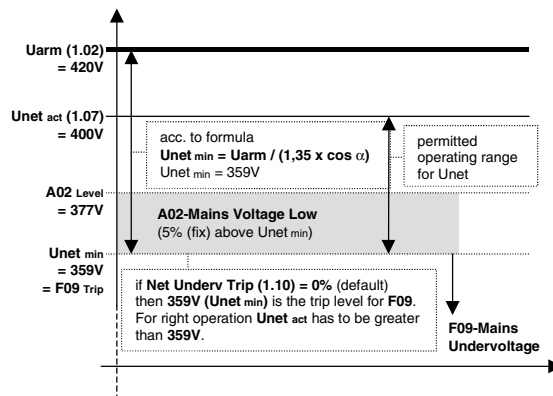 Uarm (1.02)
= 420V
Unet act (1.07)
= 400V
acc. to formula
Unet min = Uarm / (1,35 x cos α)
Unet min = 359V
permitted
operating range
for Unet
A02 Level
= 377V
A02-Mains Voltage Low
(5% (fix) above Unet min)
Unet min
= 359V
= F09 Trip
if Net Underv Trip (1.10) = 0% (default)
then 359V (Unet min) is the trip level for F09.
For right operation Unet act has to be greater
than 359V.
F09-Mains
Undervoltage